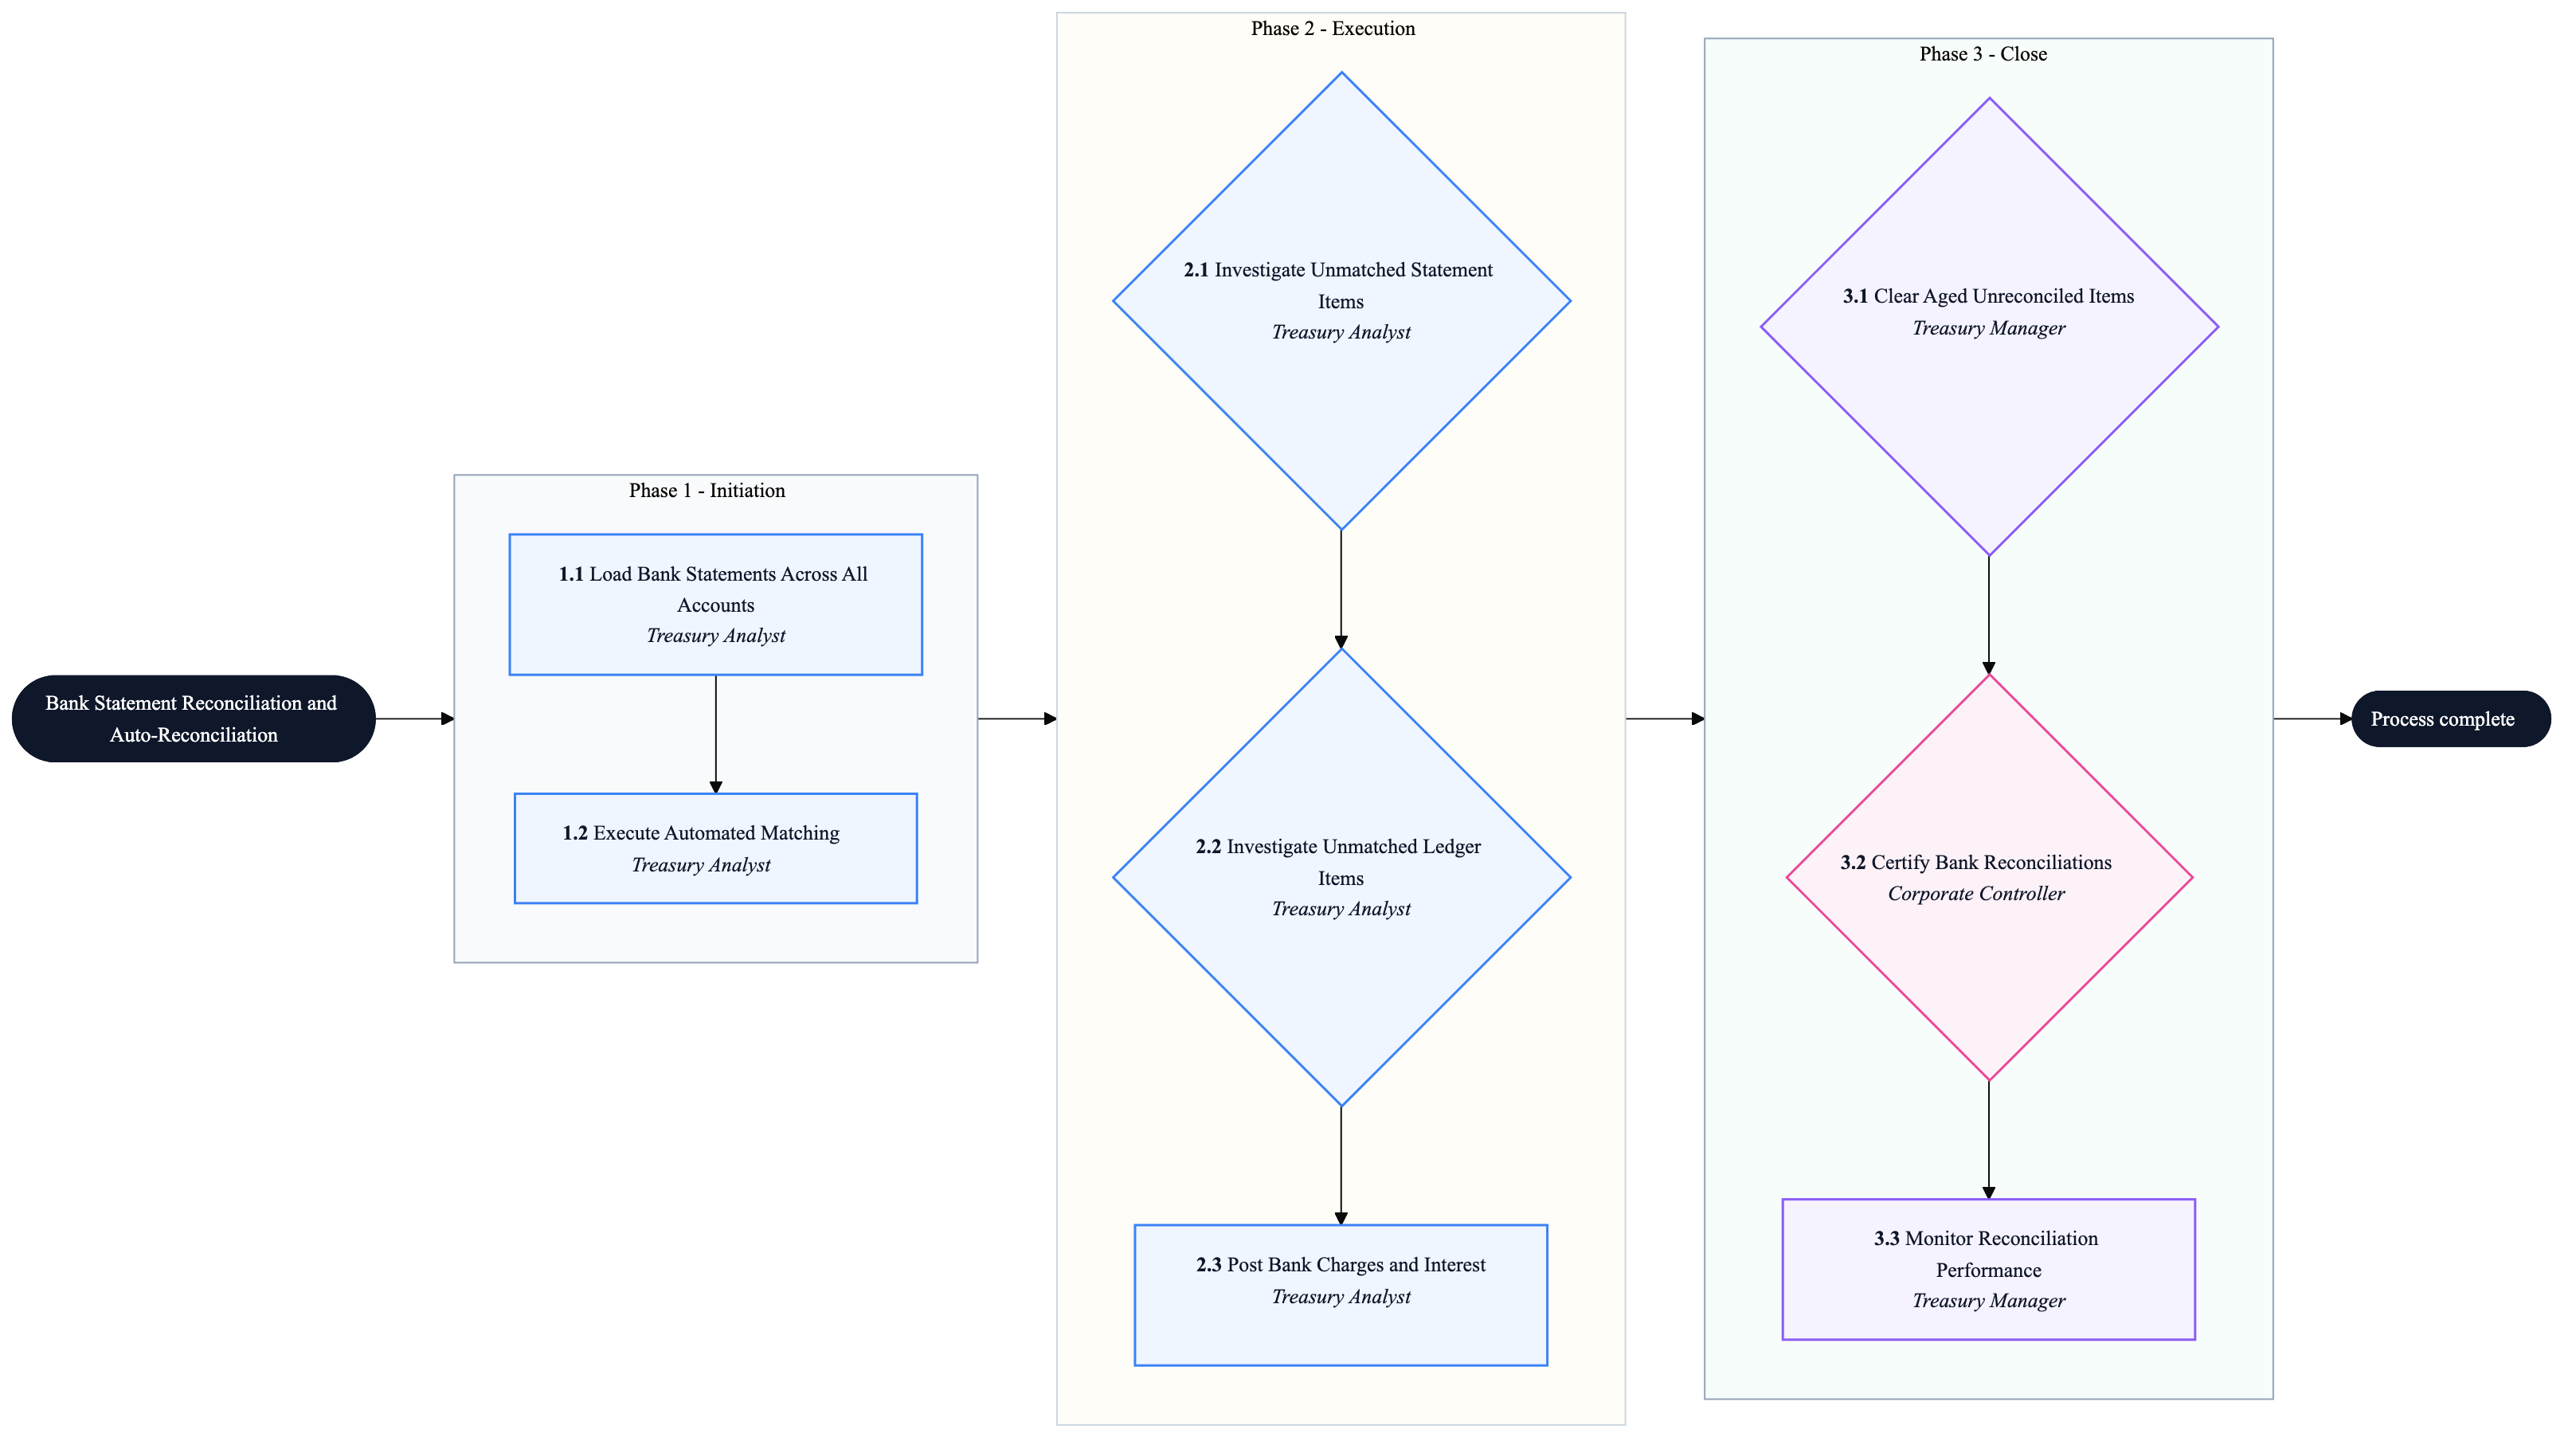 Bank Statement Reconciliation and
Auto-Reconciliation
Phase 1 - Initiation
1.1 Load Bank Statements Across All
Accounts
Treasury Analyst
1.2 Execute Automated Matching
Treasury Analyst
Phase 2 - Execution
2.1 Investigate Unmatched Statement
Items
Treasury Analyst
2.2 Investigate Unmatched Ledger
Items
Treasury Analyst
2.3 Post Bank Charges and Interest
Treasury Analyst
Phase 3 - Close
3.1 Clear Aged Unreconciled Items
Treasury Manager
3.2 Certify Bank Reconciliations
Corporate Controller
3.3 Monitor Reconciliation
Performance
Treasury Manager
Process complete